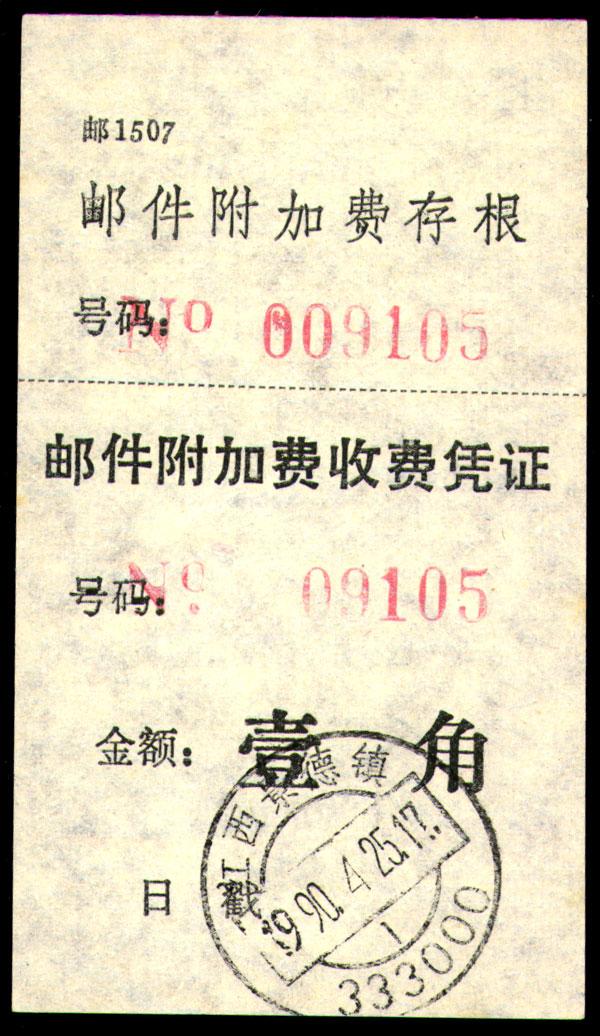 邮1507
邮件附加费存根
号码: No 009105
邮件附加费收费凭证
号码: No 09105
金额: 壹 角
日 戳
江西景德镇
1990.4.25.17.
1
333000